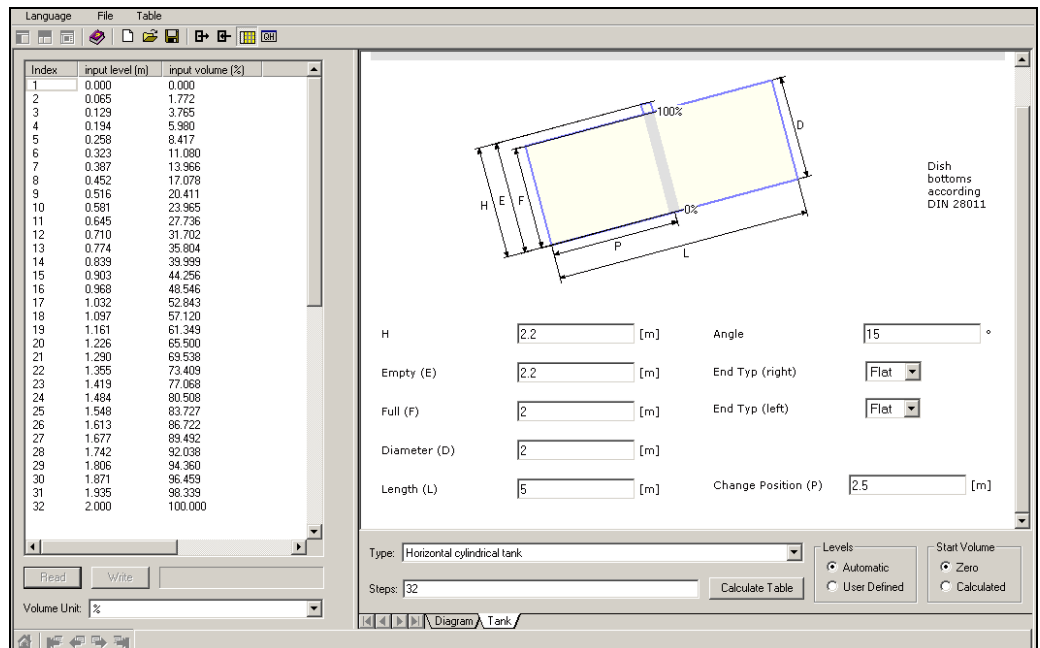 Language File Table
QH
Index input level (m) input volume (%)
1 0.000 0.000
2 0.065 1.772
3 0.129 3.765
4 0.194 5.980
5 0.258 8.417
6 0.323 11.080
7 0.387 13.966
8 0.452 17.078
9 0.516 20.411
10 0.581 23.965
11 0.645 27.736
12 0.710 31.702
13 0.774 35.804
14 0.839 39.999
15 0.903 44.256
16 0.968 48.546
17 1.032 52.843
18 1.097 57.120
19 1.161 61.349
20 1.226 65.500
21 1.290 69.538
22 1.355 73.409
23 1.419 77.068
24 1.484 80.508
25 1.548 83.727
26 1.613 86.722
27 1.677 89.492
28 1.742 92.038
29 1.806 94.360
30 1.871 96.459
31 1.935 98.339
32 2.000 100.000
Read Write
Volume Unit: %
100%
D
H E F
0%
P
L
Dish
bottoms
according
DIN 28011
H 2.2 [m] Angle 15 °
Empty (E) 2.2 [m] End Typ (right) Flat
Full (F) 2 [m] End Typ (left) Flat
Diameter (D) 2 [m]
Length (L) 5 [m] Change Position (P) 2.5 [m]
Type: Horizontal cylindrical tank
Steps: 32 Calculate Table
Levels
Automatic
User Defined
Start Volume
Zero
Calculated
Diagram Tank